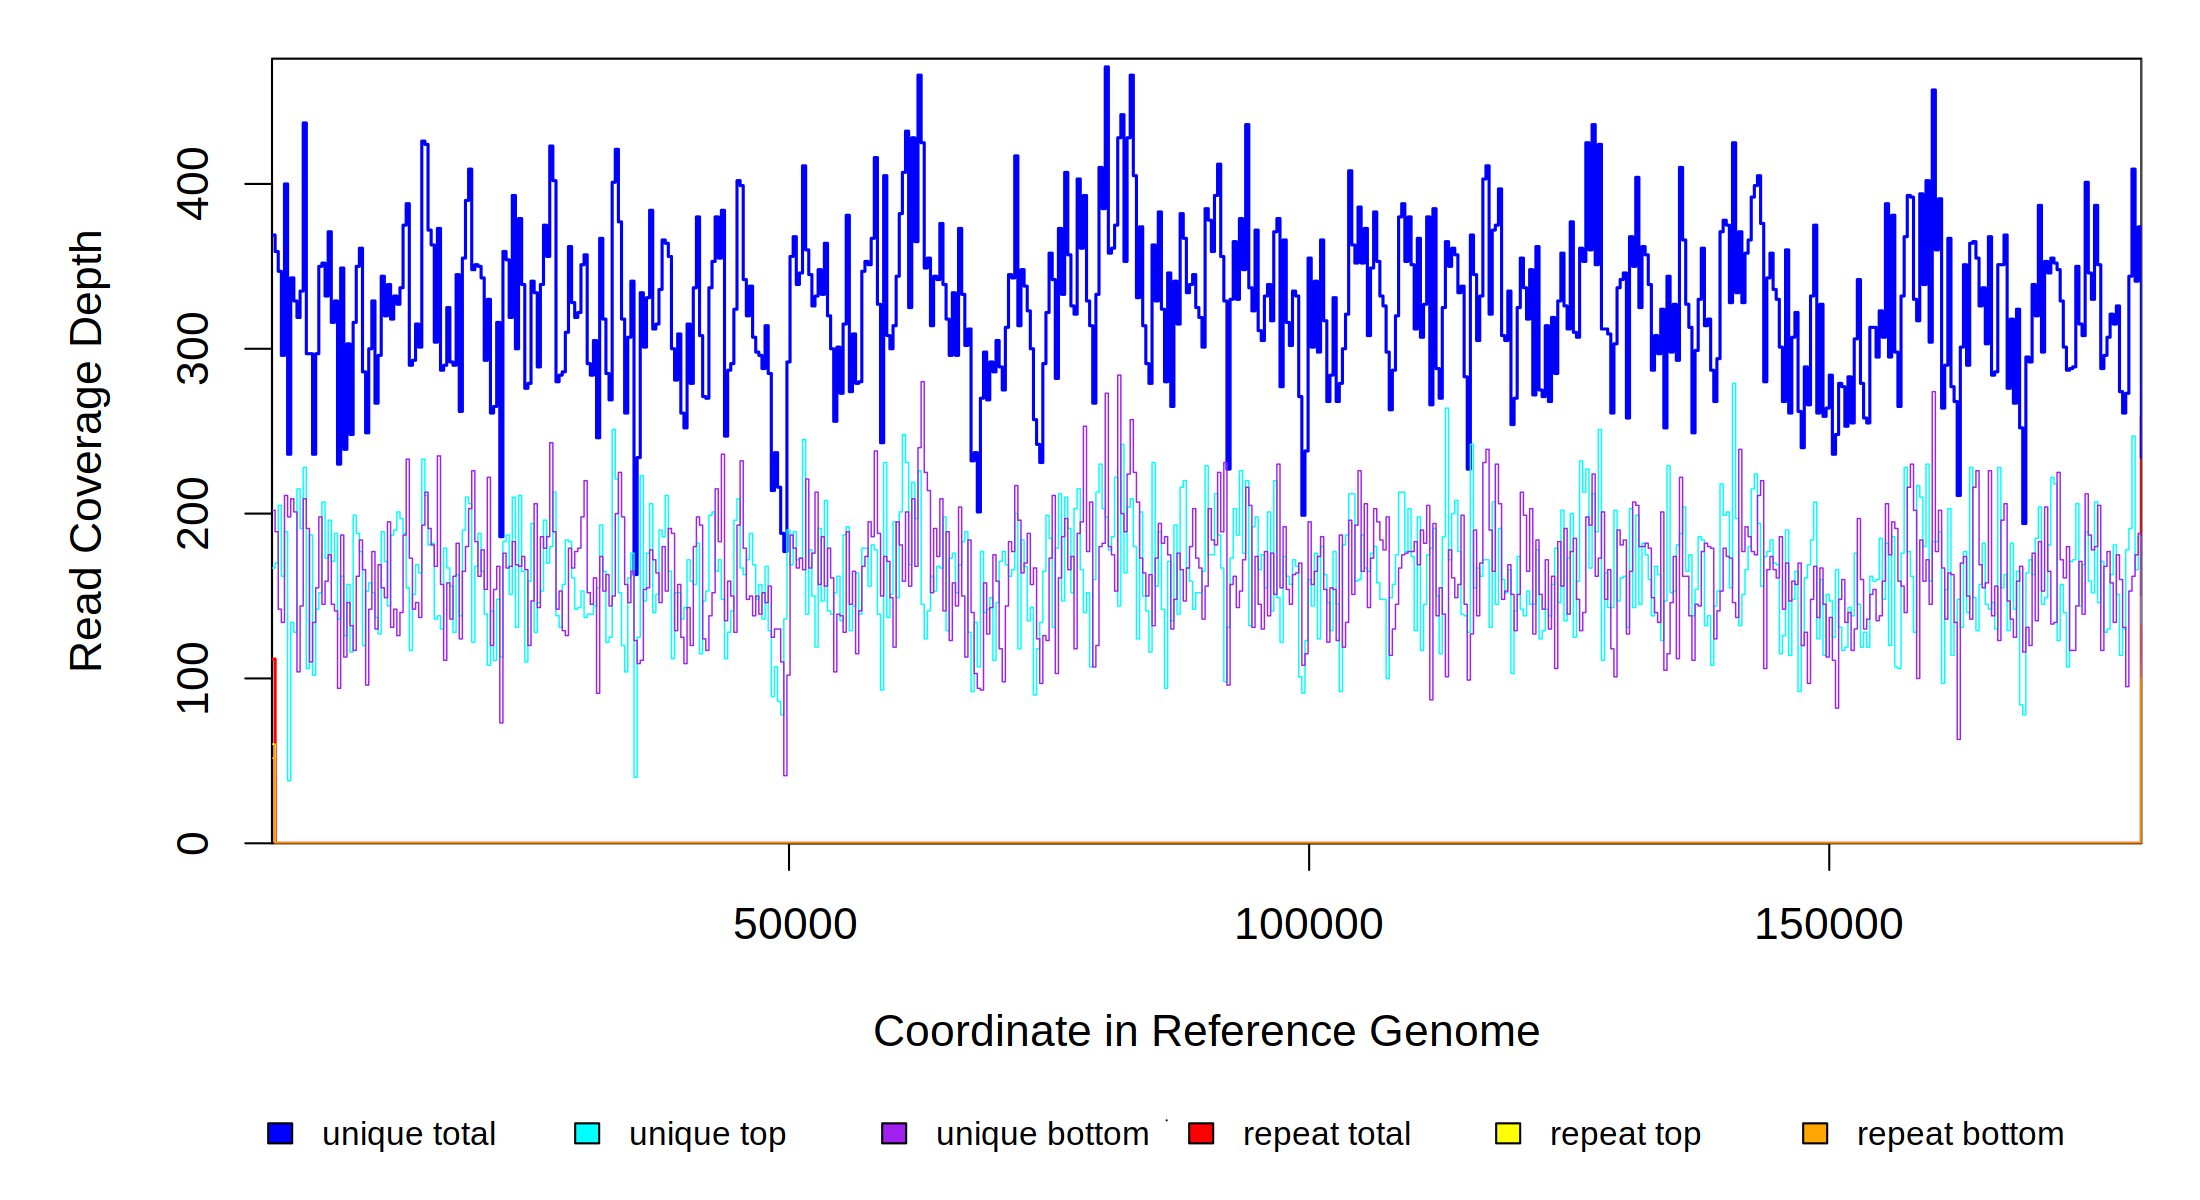 Read Coverage Depth
400
300
200
100
0
50000 100000 150000
Coordinate in Reference Genome
unique total unique top unique bottom repeat total repeat top repeat bottom